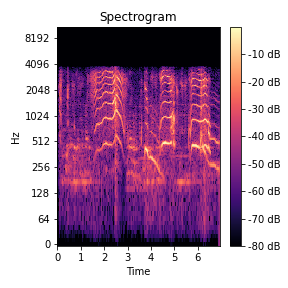 Spectrogram
8192
4096
2048
1024
512
256
128
64
0
Hz
0 1 2 3 4 5 6
Time
-10 dB
-20 dB
-30 dB
-40 dB
-50 dB
-60 dB
-70 dB
-80 dB